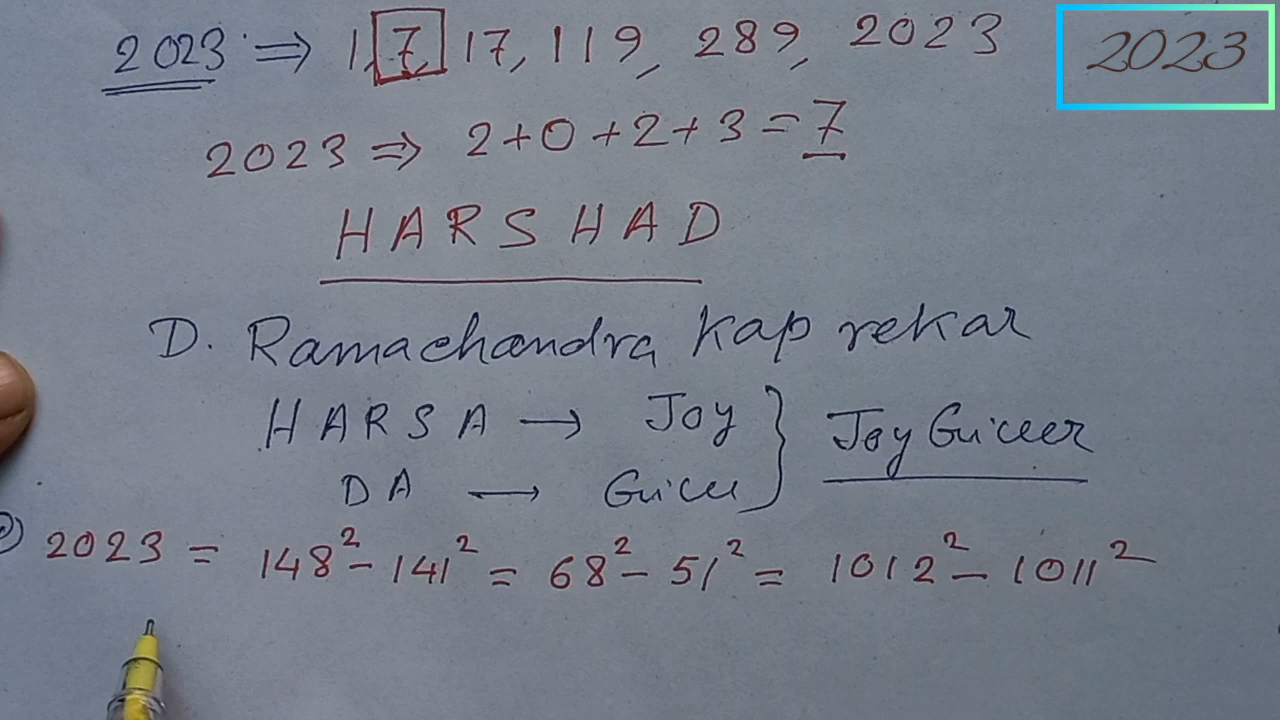 2023 ⇒ 1, 7, 17, 119, 289, 2023
2023
2023 ⇒ 2+0+2+3=7
HARSHAD
D. Ramachandra Kaprekar
HARSA → Joy
DA → Giver
Joy Giver
2023 = 148² - 141² = 68² - 51² = 1012² - 1011²